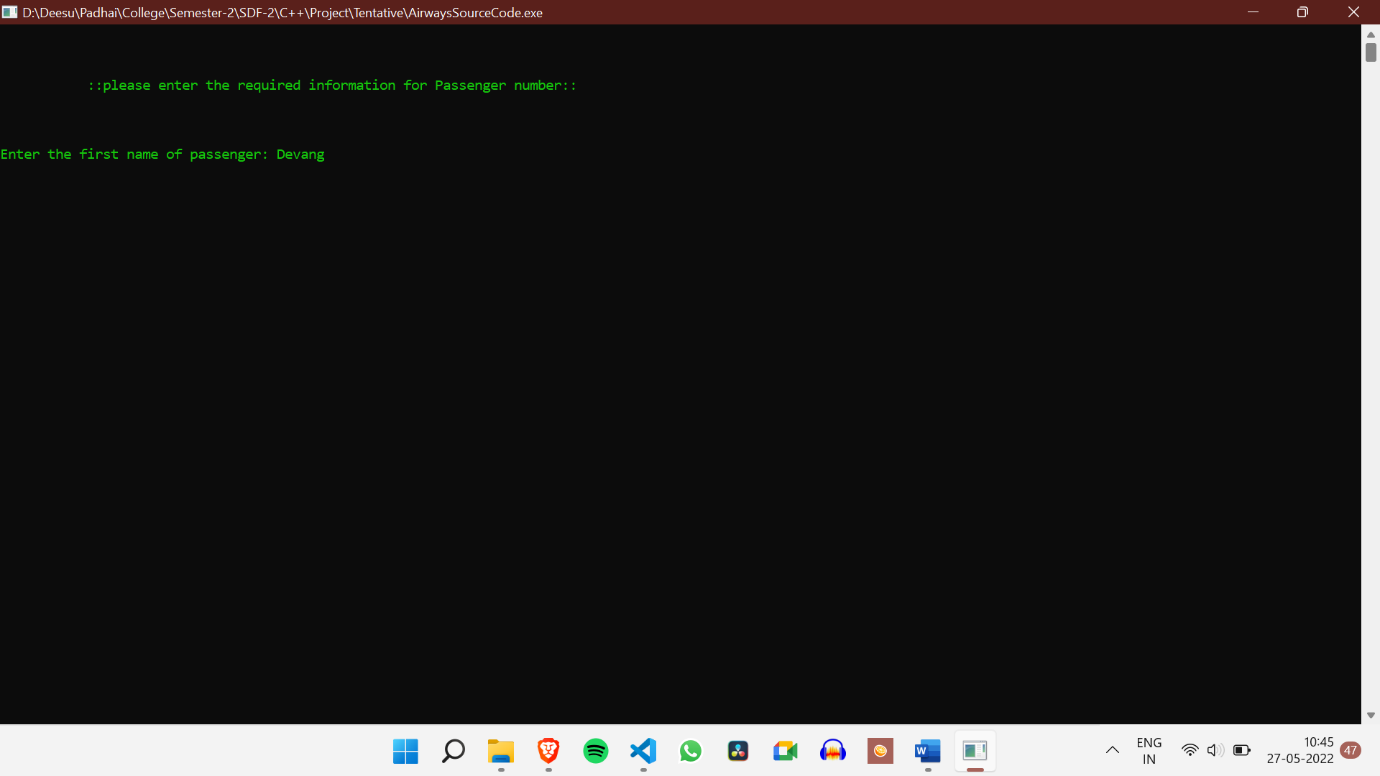 D:\Deesu\Padhai\College\Semester-2\SDF-2\C++\Project\Tentative\AirwaysSourceCode.exe
::please enter the required information for Passenger number::
Enter the first name of passenger: Devang
W
ENG
IN
10:45
27-05-2022
47